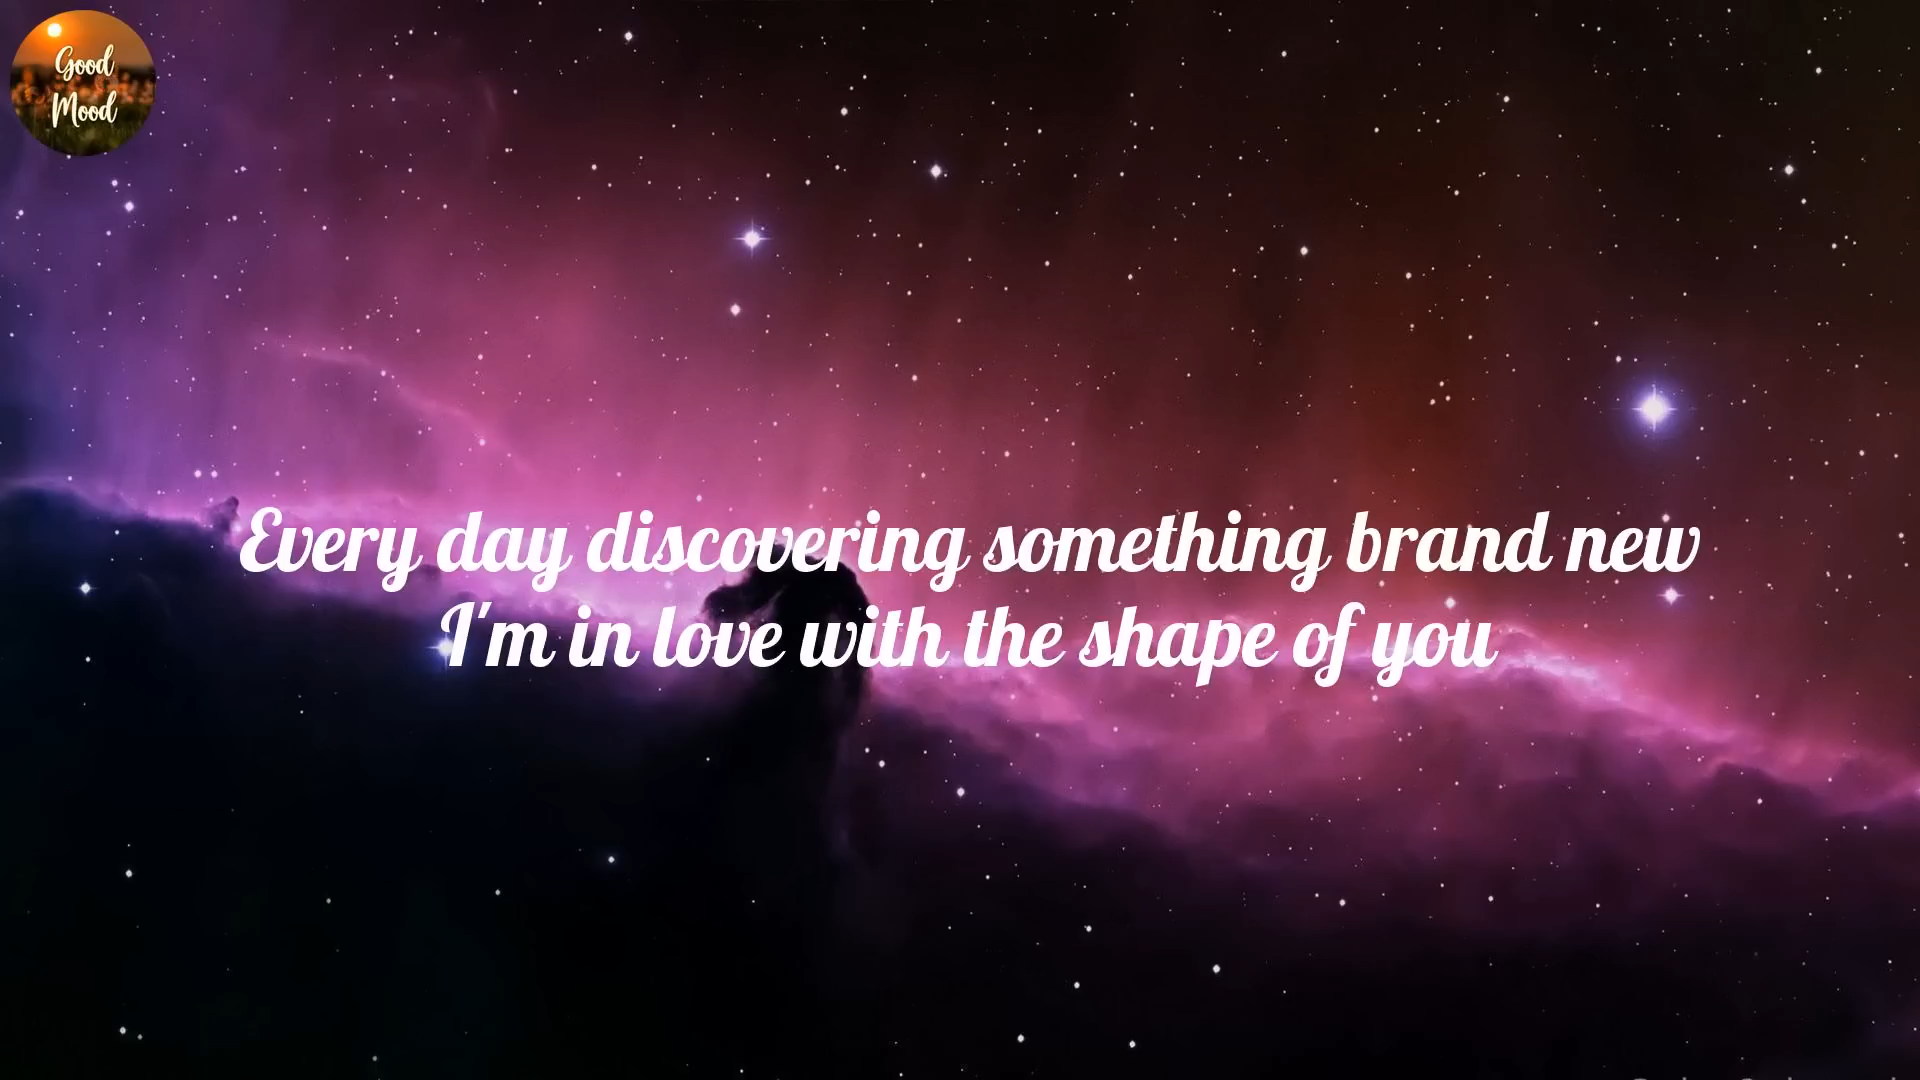 Good
Mood
Every day discovering something brand new
I'm in love with the shape of you